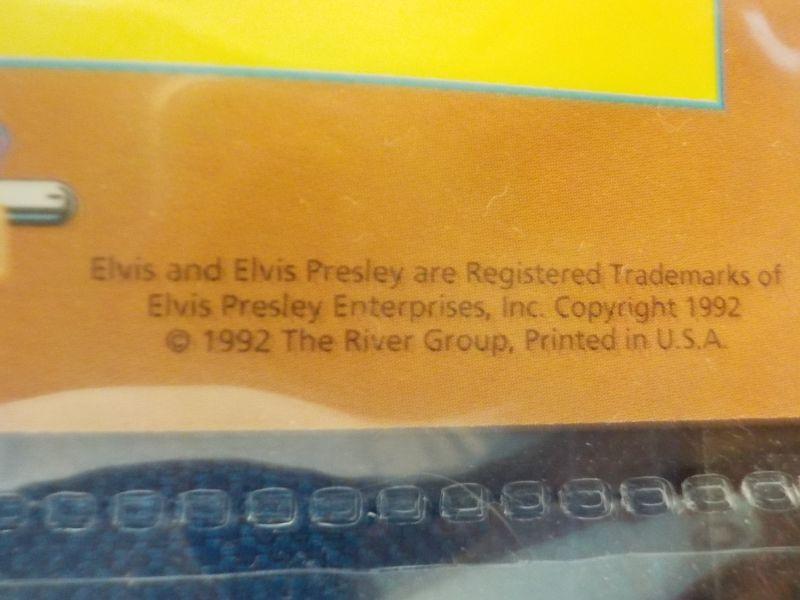 Elvis and Elvis Presley are Registered Trademarks of
Elvis Presley Enterprises, Inc. Copyright 1992
© 1992 The River Group, Printed in U.S.A.